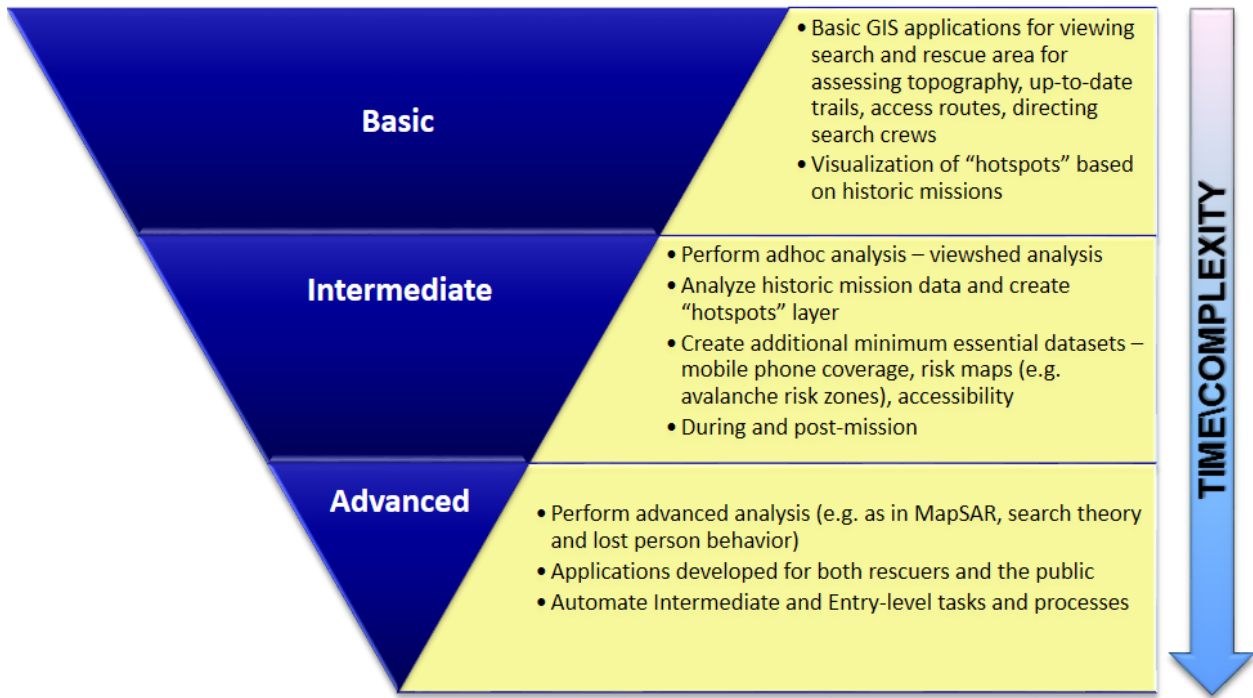 Basic
• Basic GIS applications for viewing
search and rescue area for
assessing topography, up-to-date
trails, access routes, directing
search crews
• Visualization of “hotspots” based
on historic missions
Intermediate
• Perform adhoc analysis – viewshed analysis
• Analyze historic mission data and create
“hotspots” layer
• Create additional minimum essential datasets –
mobile phone coverage, risk maps (e.g.
avalanche risk zones), accessibility
• During and post-mission
Advanced
• Perform advanced analysis (e.g. as in MapSAR, search theory
and lost person behavior)
• Applications developed for both rescuers and the public
• Automate Intermediate and Entry-level tasks and processes
TIME\COMPLEXITY